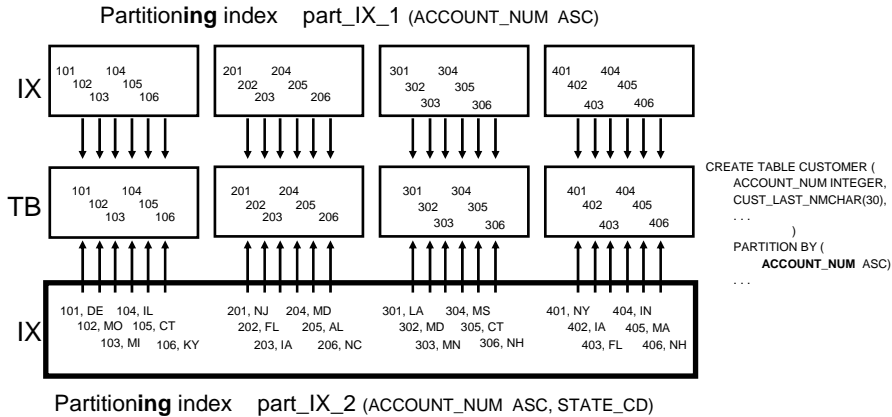 Partitioning index part_IX_1 (ACCOUNT_NUM ASC)
IX
101 104
102 105
103 106
201 204
202 205
203 206
301 304
302 305
303 306
401 404
402 405
403 406
TB
101 104
102 105
103 106
201 204
202 205
203 206
301 304
302 305
303 306
401 404
402 405
403 406
CREATE TABLE CUSTOMER (
ACCOUNT_NUM INTEGER,
CUST_LAST_NMCHAR(30),
. . .
)
PARTITION BY (
ACCOUNT_NUM ASC)
. . .
IX
101, DE 104, IL
102, MO 105, CT
103, MI 106, KY
201, NJ 204, MD
202, FL 205, AL
203, IA 206, NC
301, LA 304, MS
302, MD 305, CT
303, MN 306, NH
401, NY 404, IN
402, IA 405, MA
403, FL 406, NH
Partitioning index part_IX_2 (ACCOUNT_NUM ASC, STATE_CD)